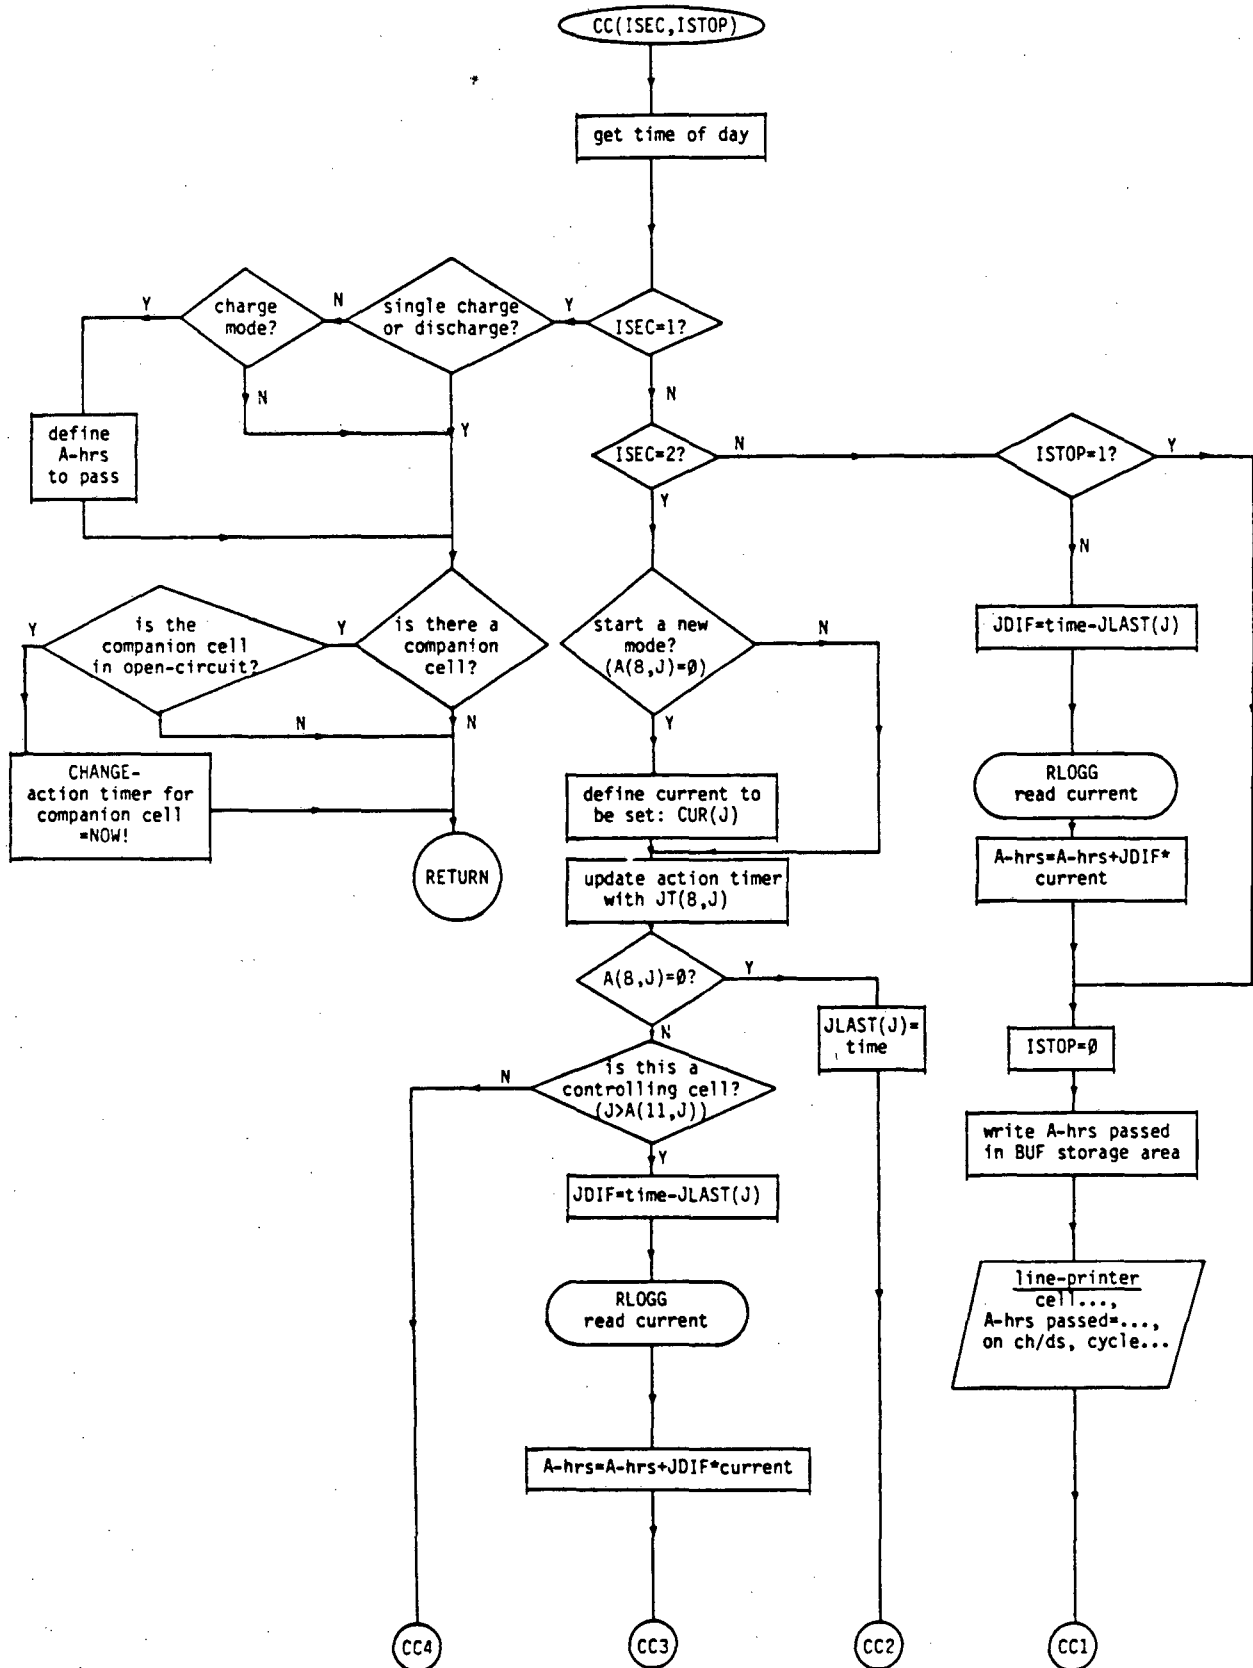 CC(ISEC,ISTOP)
get time of day
ISEC=1?
Y
single charge
or discharge?
N
charge
mode?
Y
N
Y
define
A-hrs
to pass
N
ISEC=2?
N
Y
ISTOP=1?
Y
N
is there a
companion
cell?
Y
N
is the
companion cell
in open-circuit?
Y
N
CHANGE-
action timer for
companion cell
=NOW!
RETURN
start a new
mode?
(A(8,J)=Ø)
N
Y
define current to
be set: CUR(J)
update action timer
with JT(8,J)
A(8,J)=Ø?
Y
N
JLAST(J)=
time
is this a
controlling cell?
(J>A(11,J))
N
Y
JDIF=time-JLAST(J)
RLOGG
read current
A-hrs=A-hrs+JDIF*current
JDIF=time-JLAST(J)
RLOGG
read current
A-hrs=A-hrs+JDIF*
current
ISTOP=Ø
write A-hrs passed
in BUF storage area
line-printer
cell...,
A-hrs passed=...,
on ch/ds, cycle...
CC4
CC3
CC2
CC1